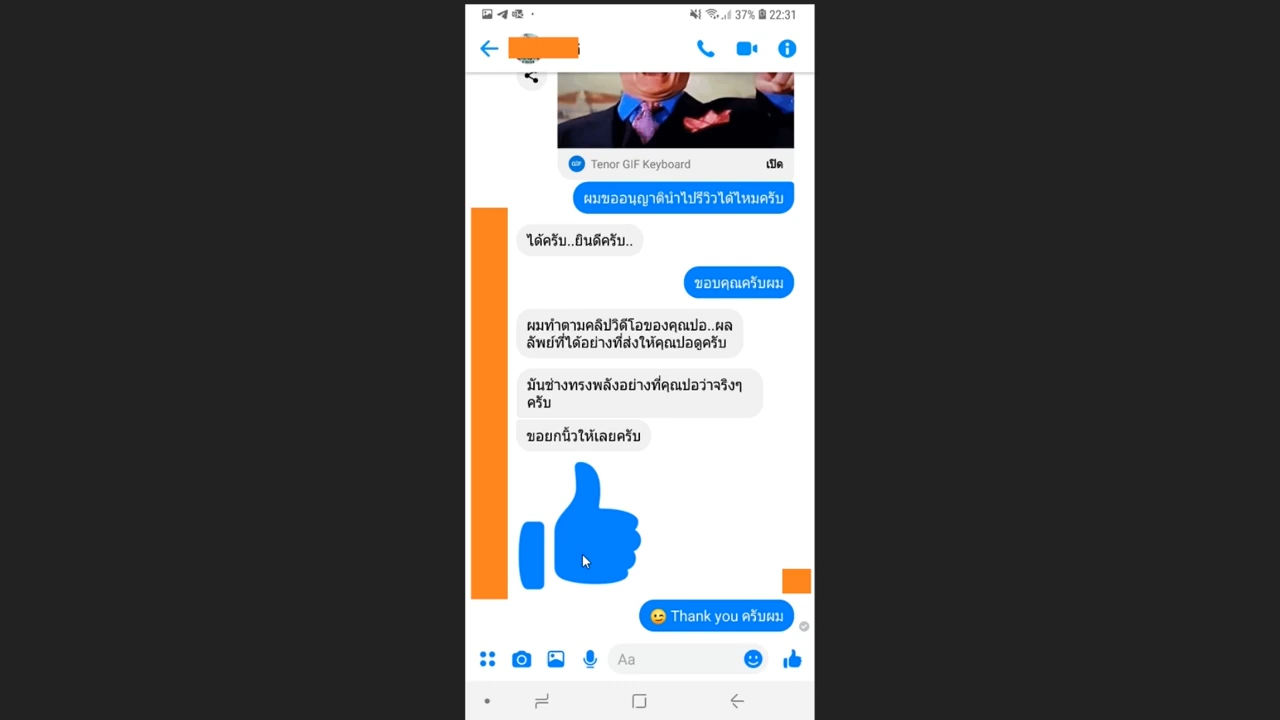 37% 22:31
Tenor GIF Keyboard เปิด
ผมขออนุญาตินำไปรีวิวได้ไหมครับ
ได้ครับ..ยินดีครับ..
ขอบคุณครับผม
ผมทำตามคลิปวิดีโอของคุณปอ..ผล
ลัพย์ที่ได้อย่างที่ส่งให้คุณปอดูครับ
มันช่างทรงพลังอย่างที่คุณปอว่าจริงๆ
ครับ
ขอยกนิ้วให้เลยครับ
😉 Thank you ครับผม
Aa